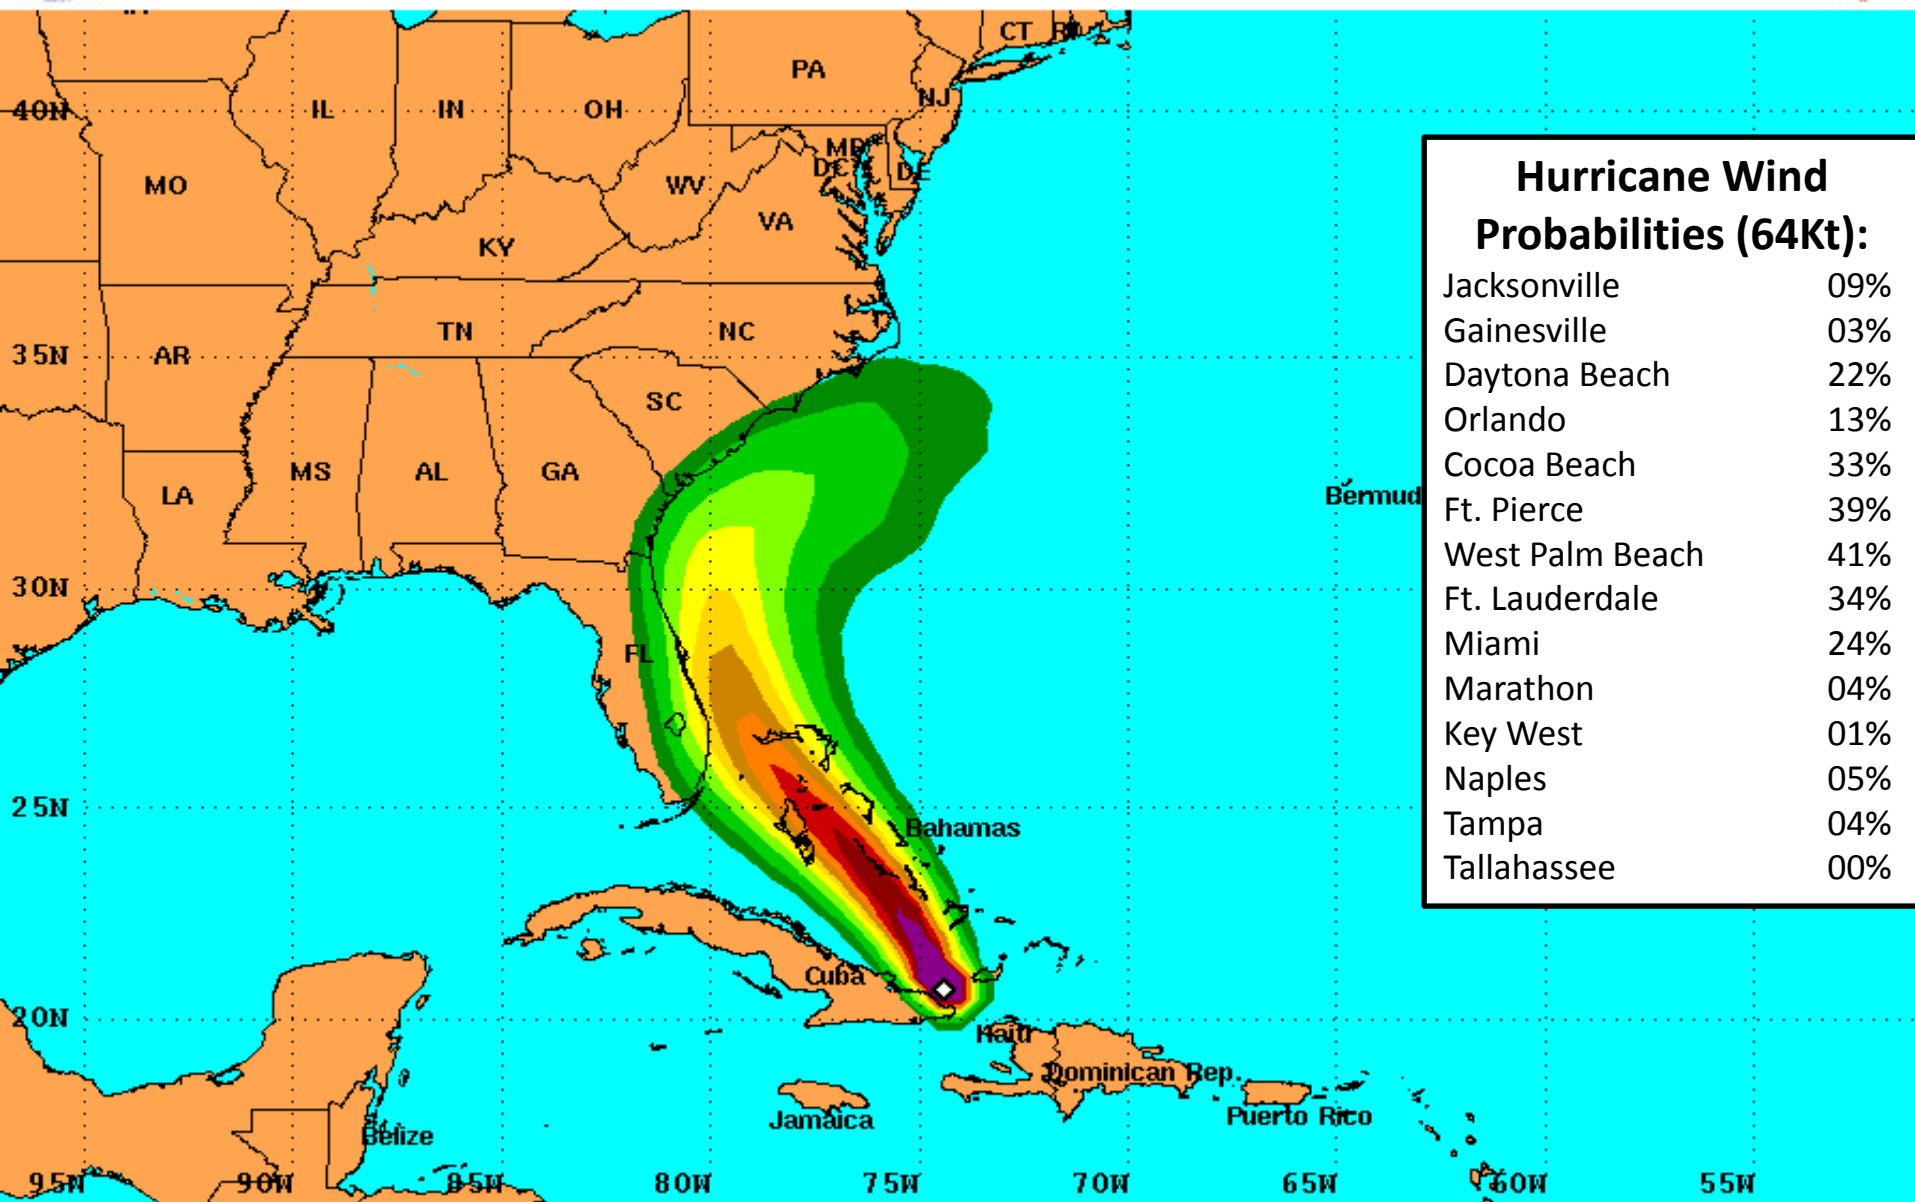 CT RI
PA
NJ
40N IL IN OH
MD
DC DE
MO WV
VA
KY
TN NC
35N AR
SC
MS AL GA
LA
Bermud
30N
FL
25N
Bahamas
Cuba
20N
Haiti
Dominican Rep.
Jamaica Puerto Rico
Belize
95W 90W 85W 80W 75W 70W 65W 60W 55W
Hurricane Wind
Probabilities (64Kt):
Jacksonville 09%
Gainesville 03%
Daytona Beach 22%
Orlando 13%
Cocoa Beach 33%
Ft. Pierce 39%
West Palm Beach 41%
Ft. Lauderdale 34%
Miami 24%
Marathon 04%
Key West 01%
Naples 05%
Tampa 04%
Tallahassee 00%